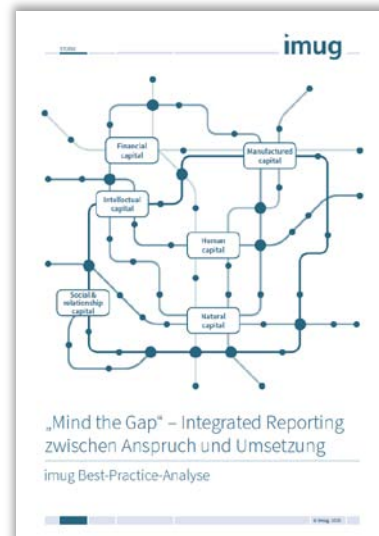 imug
Financial
capital
Manufactured
capital
Intellectual
capital
Human
capital
Social &
relationship
capital
Natural
capital
„Mind the Gap“ – Integrated Reporting
zwischen Anspruch und Umsetzung
imug Best-Practice-Analyse